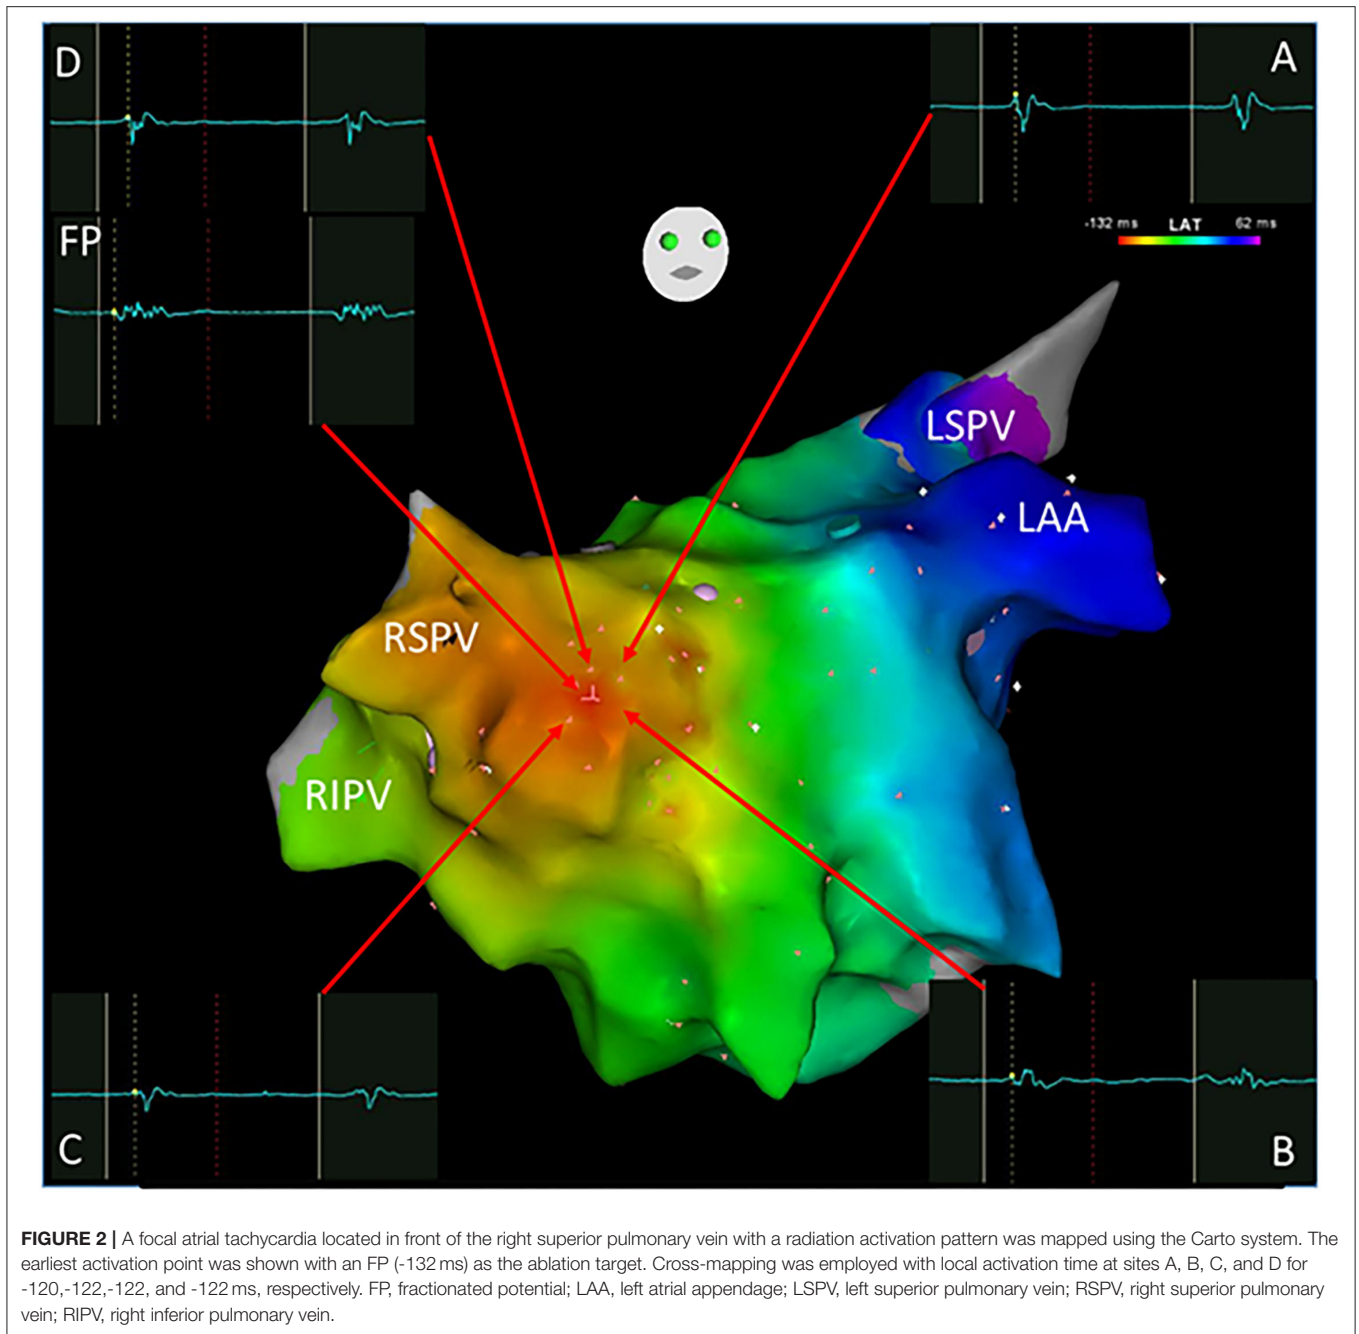 D
A
FP
-132 ms LAT 62 ms
LSPV
LAA
RSPV
RIPV
C
B
FIGURE 2 | A focal atrial tachycardia located in front of the right superior pulmonary vein with a radiation activation pattern was mapped using the Carto system. The
earliest activation point was shown with an FP (-132 ms) as the ablation target. Cross-mapping was employed with local activation time at sites A, B, C, and D for
-120,-122,-122, and -122 ms, respectively. FP, fractionated potential; LAA, left atrial appendage; LSPV, left superior pulmonary vein; RSPV, right superior pulmonary
vein; RIPV, right inferior pulmonary vein.